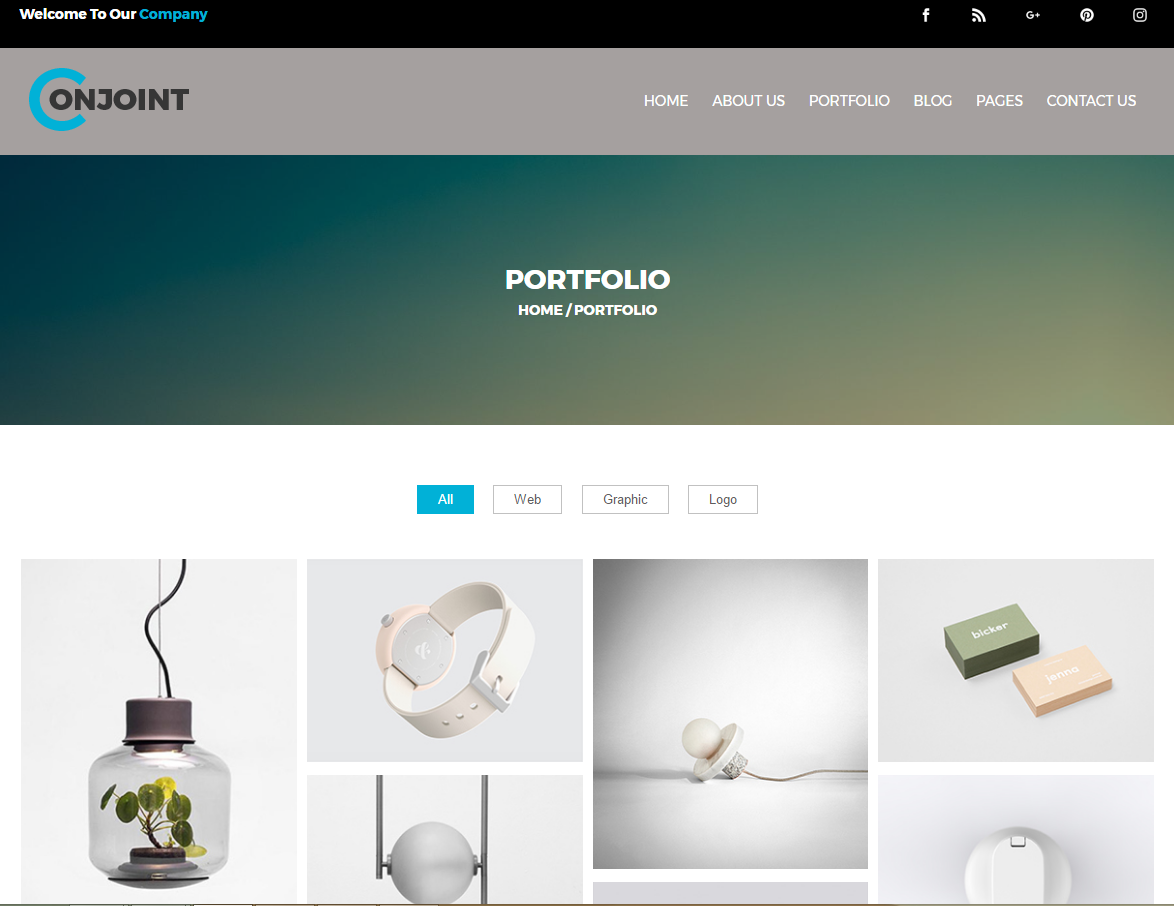 Welcome To Our Company
CONJOINT
HOME ABOUT US PORTFOLIO BLOG PAGES CONTACT US
PORTFOLIO
HOME / PORTFOLIO
All Web Graphic Logo
bicker
jenna